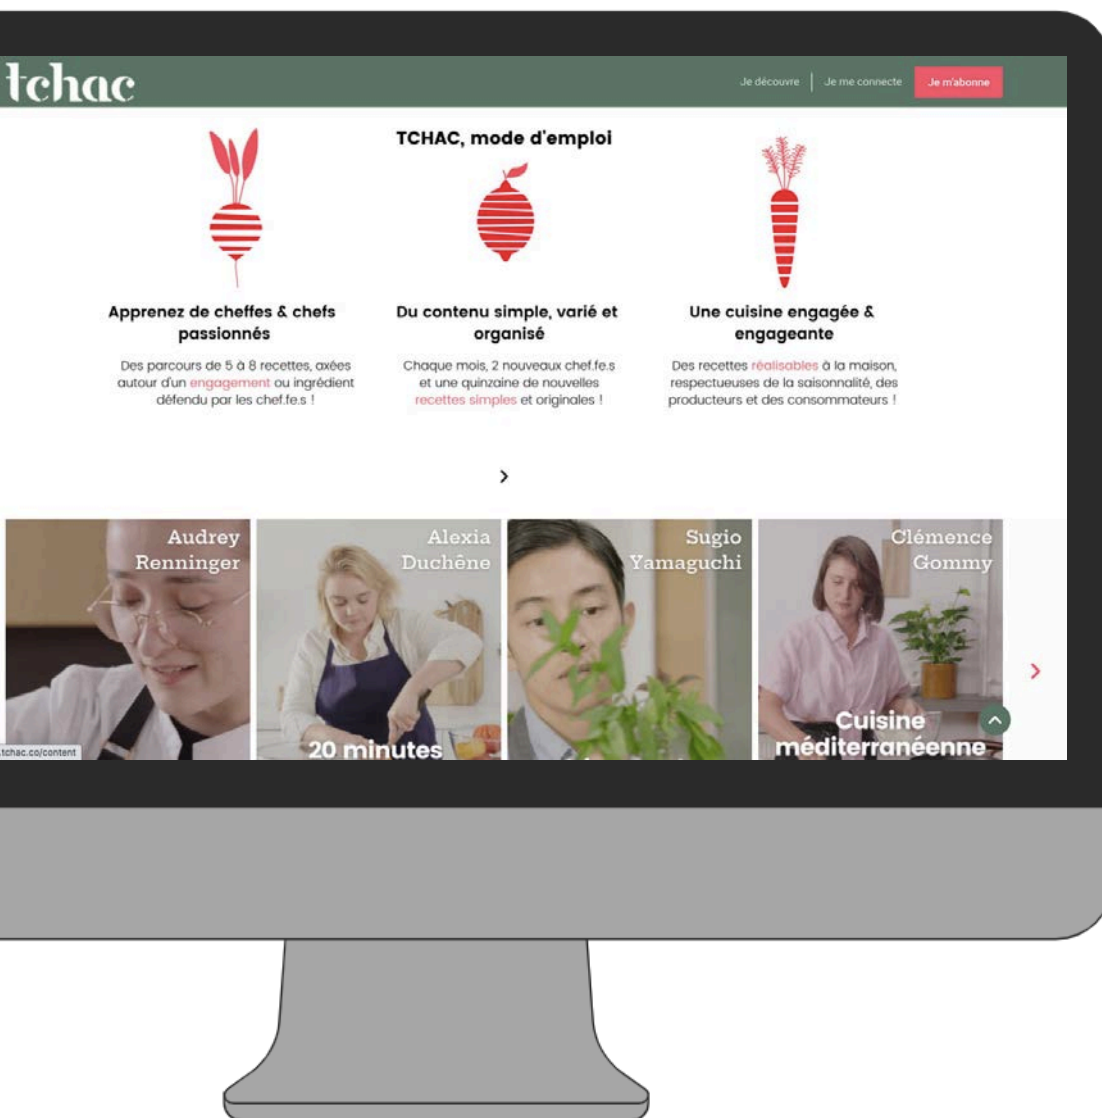 tchac
Je découvre
Je me connecte
Je m'abonne
TCHAC, mode d'emploi
Apprenez de cheffes & chefs
passionnés
Des parcours de 5 à 8 recettes, axées
autour d'un engagement ou ingrédient
défendu par les chef.fe.s !
Du contenu simple, varié et
organisé
Chaque mois, 2 nouveaux chef.fe.s
et une quinzaine de nouvelles
recettes simples et originales !
Une cuisine engagée &
engageante
Des recettes réalisables à la maison,
respectueuses de la saisonnalité, des
producteurs et des consommateurs !
Audrey
Renninger
Alexia
Duchêne
20 minutes
Sugio
Yamaguchi
Clémence
Gommy
Cuisine
méditerranéenne
.tchac.co/content